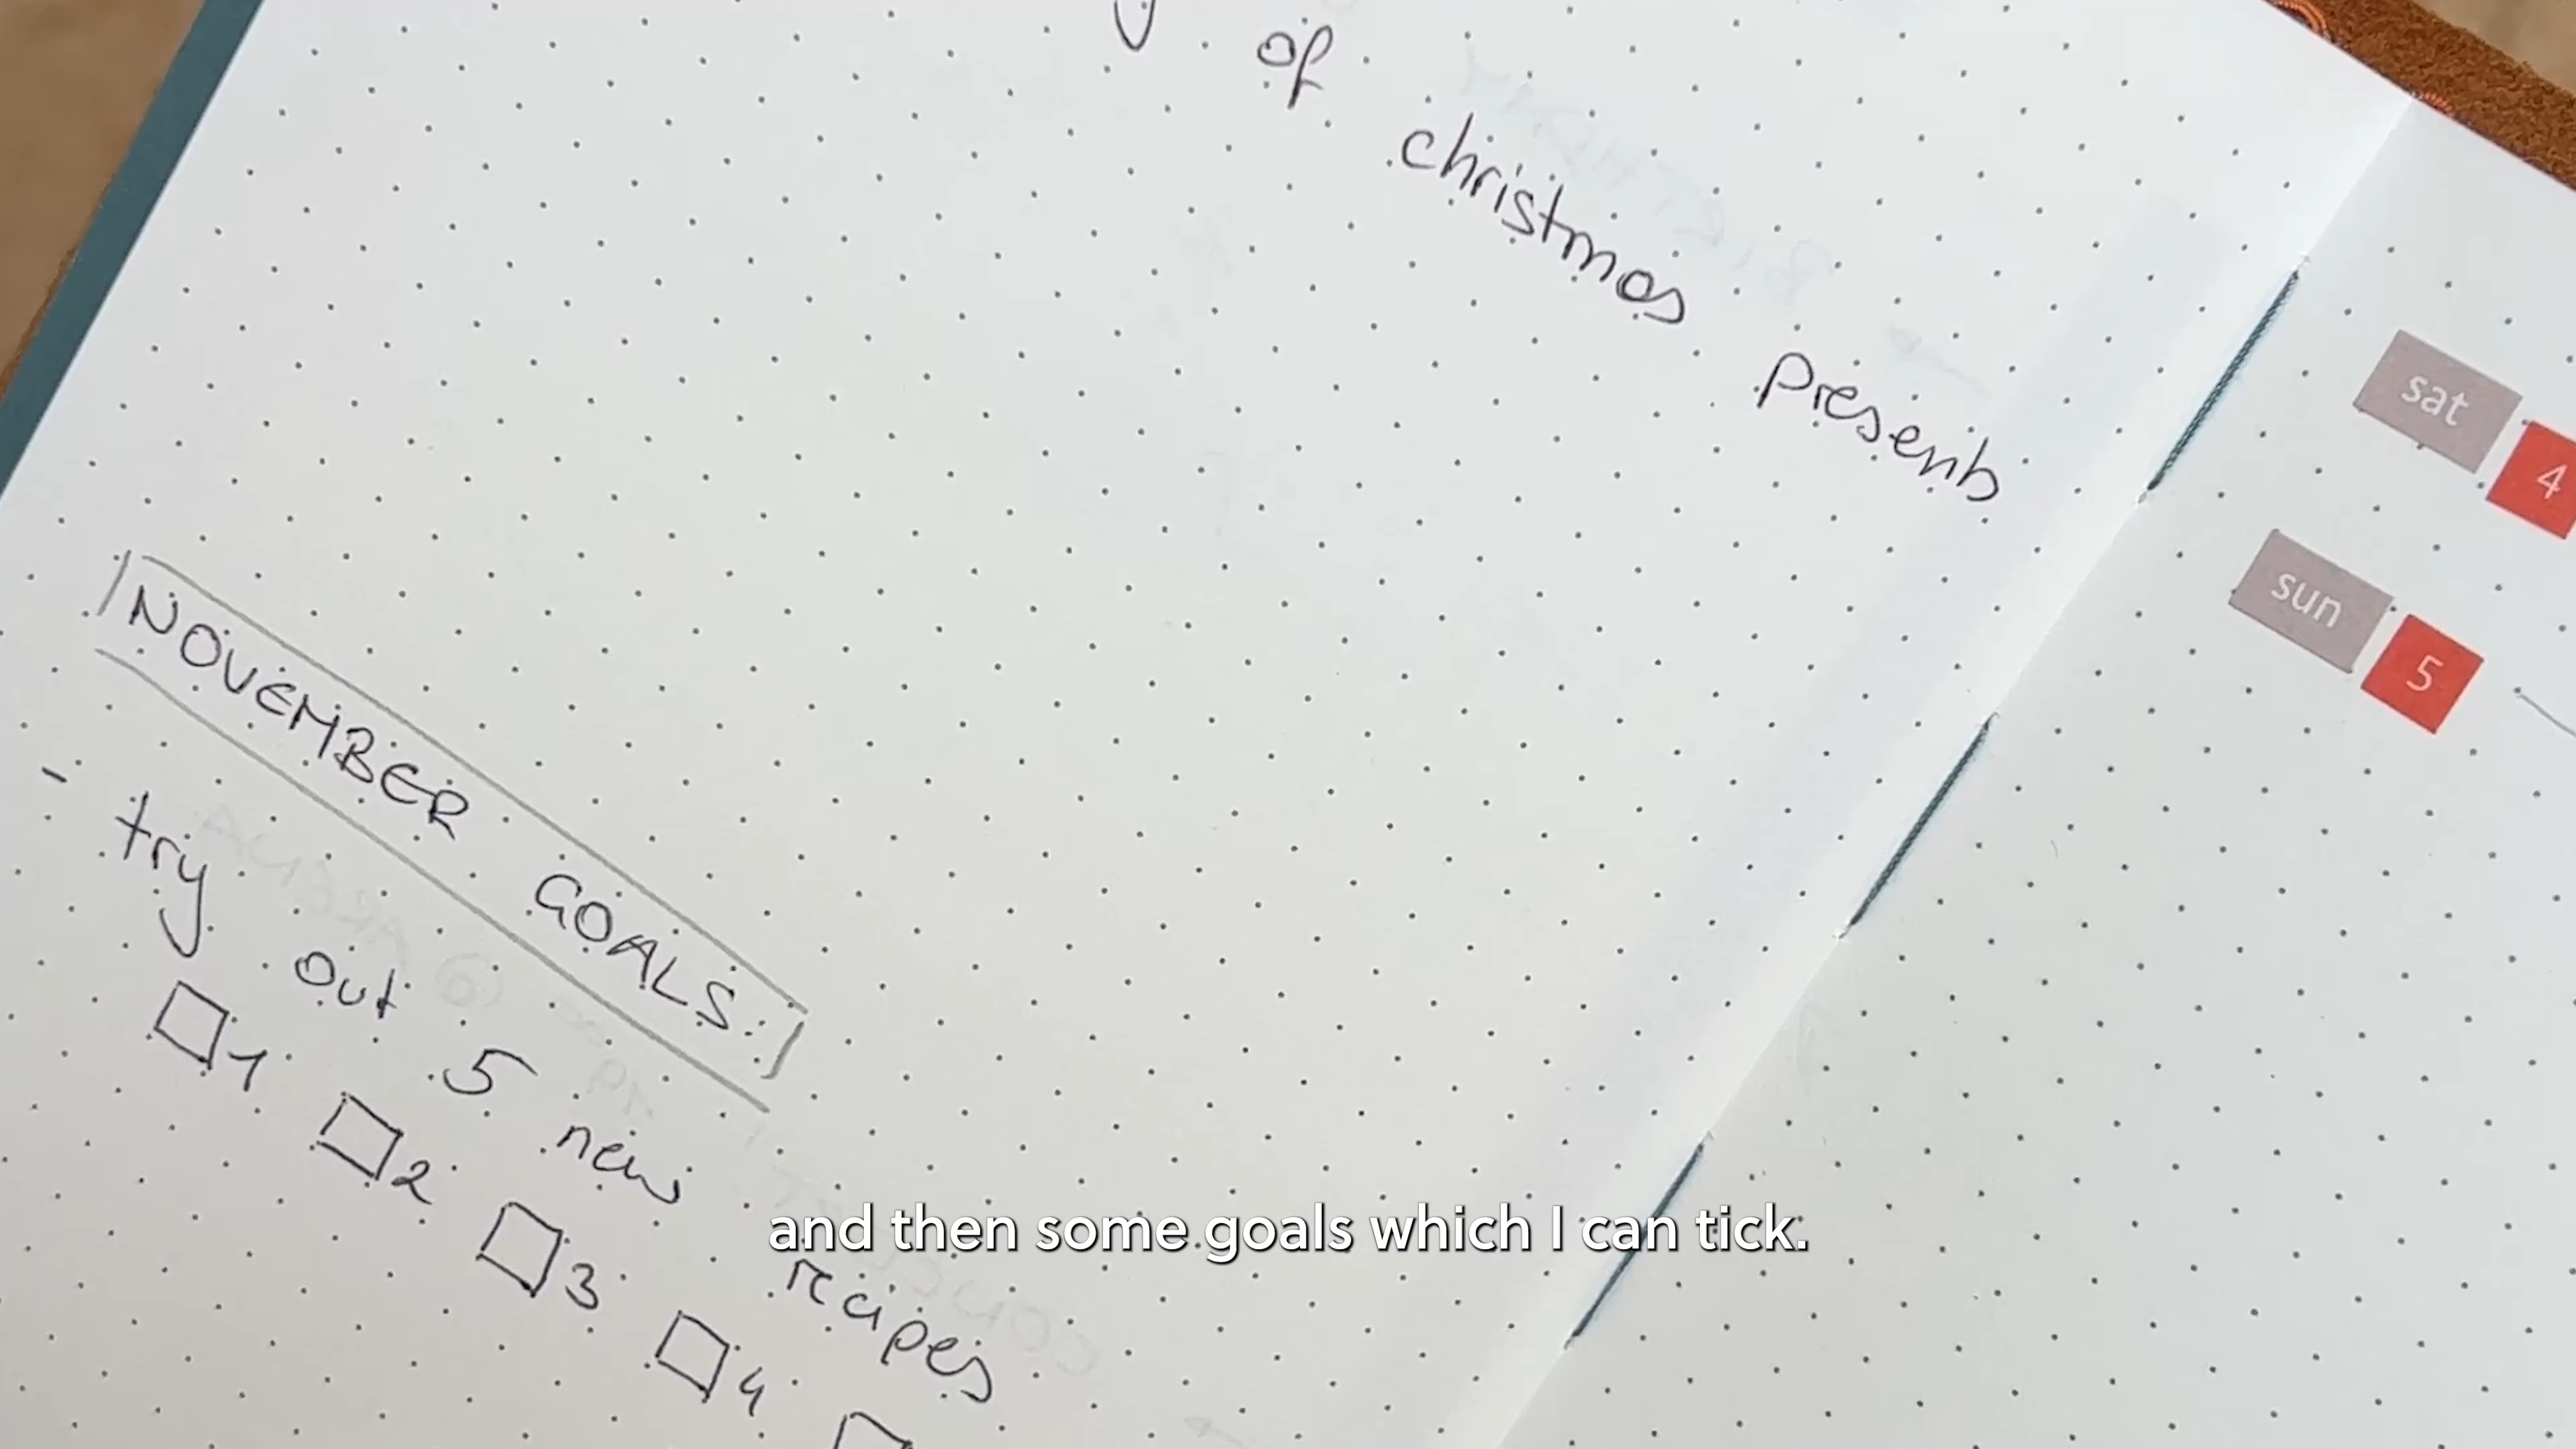 of christmas presents
NOVEMBER GOALS:
- try out 5 new recipes
1 2 3 4
sat 4
sun 5
and then some goals which I can tick.